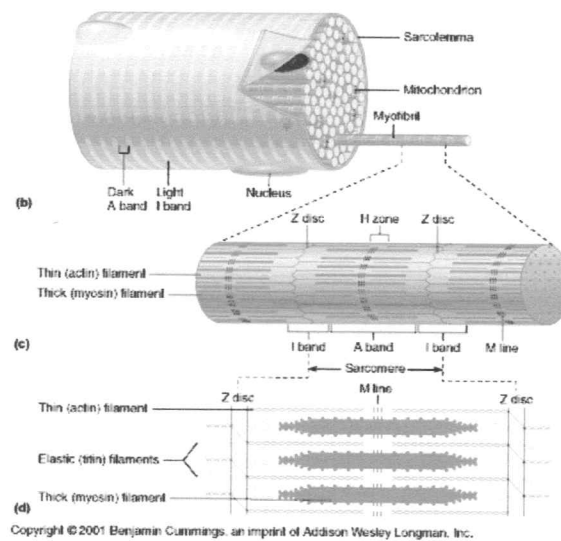 Sarcolemma
Mitochondrion
Myofibril
Dark A band
Light I band
Nucleus
(b)
Z disc
H zone
Z disc
Thin (actin) filament
Thick (myosin) filament
I band
A band
I band
M line
(c)
Sarcomere
M line
Z disc
Z disc
Thin (actin) filament
Elastic (titin) filaments
Thick (myosin) filament
(d)
Copyright © 2001 Benjamin Cummings, an imprint of Addison Wesley Longman, Inc.